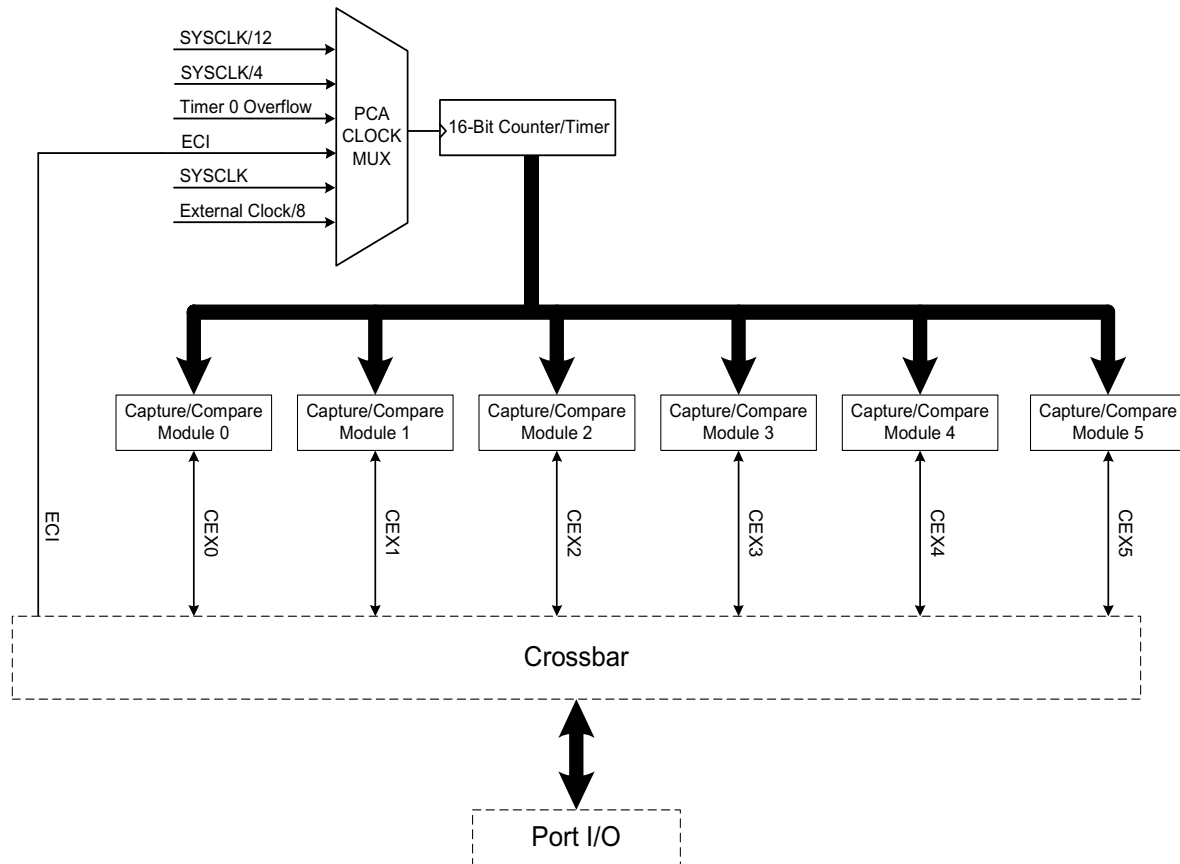 SYSCLK/12
SYSCLK/4
Timer 0 Overflow
ECI
SYSCLK
External Clock/8
PCA
CLOCK
MUX
16-Bit Counter/Timer
Capture/Compare
Module 0
Capture/Compare
Module 1
Capture/Compare
Module 2
Capture/Compare
Module 3
Capture/Compare
Module 4
Capture/Compare
Module 5
ECI
CEX0
CEX1
CEX2
CEX3
CEX4
CEX5
Crossbar
Port I/O